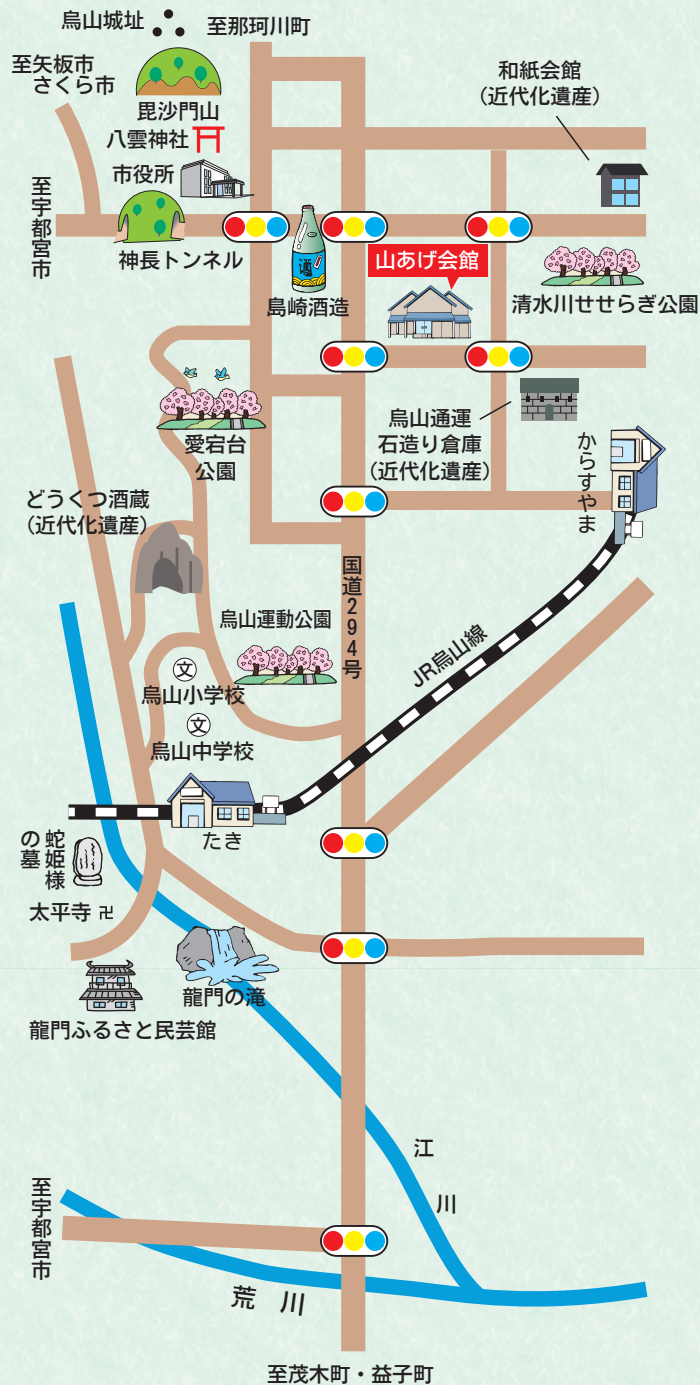 烏山城址
至那珂川町
至矢板市
さくら市
毘沙門山
八雲神社
市役所
至宇都宮市
神長トンネル
島崎酒造
酒
和紙会館
（近代化遺産）
山あげ会館
清水川せせらぎ公園
烏山通運
石造り倉庫
（近代化遺産）
からすやま
愛宕台
公園
どうくつ酒蔵
（近代化遺産）
国道294号
烏山運動公園
JR烏山線
文
烏山小学校
文
烏山中学校
たき
蛇姫様
の墓
太平寺 卍
龍門の滝
龍門ふるさと民芸館
江川
至宇都宮市
荒川
至茂木町・益子町